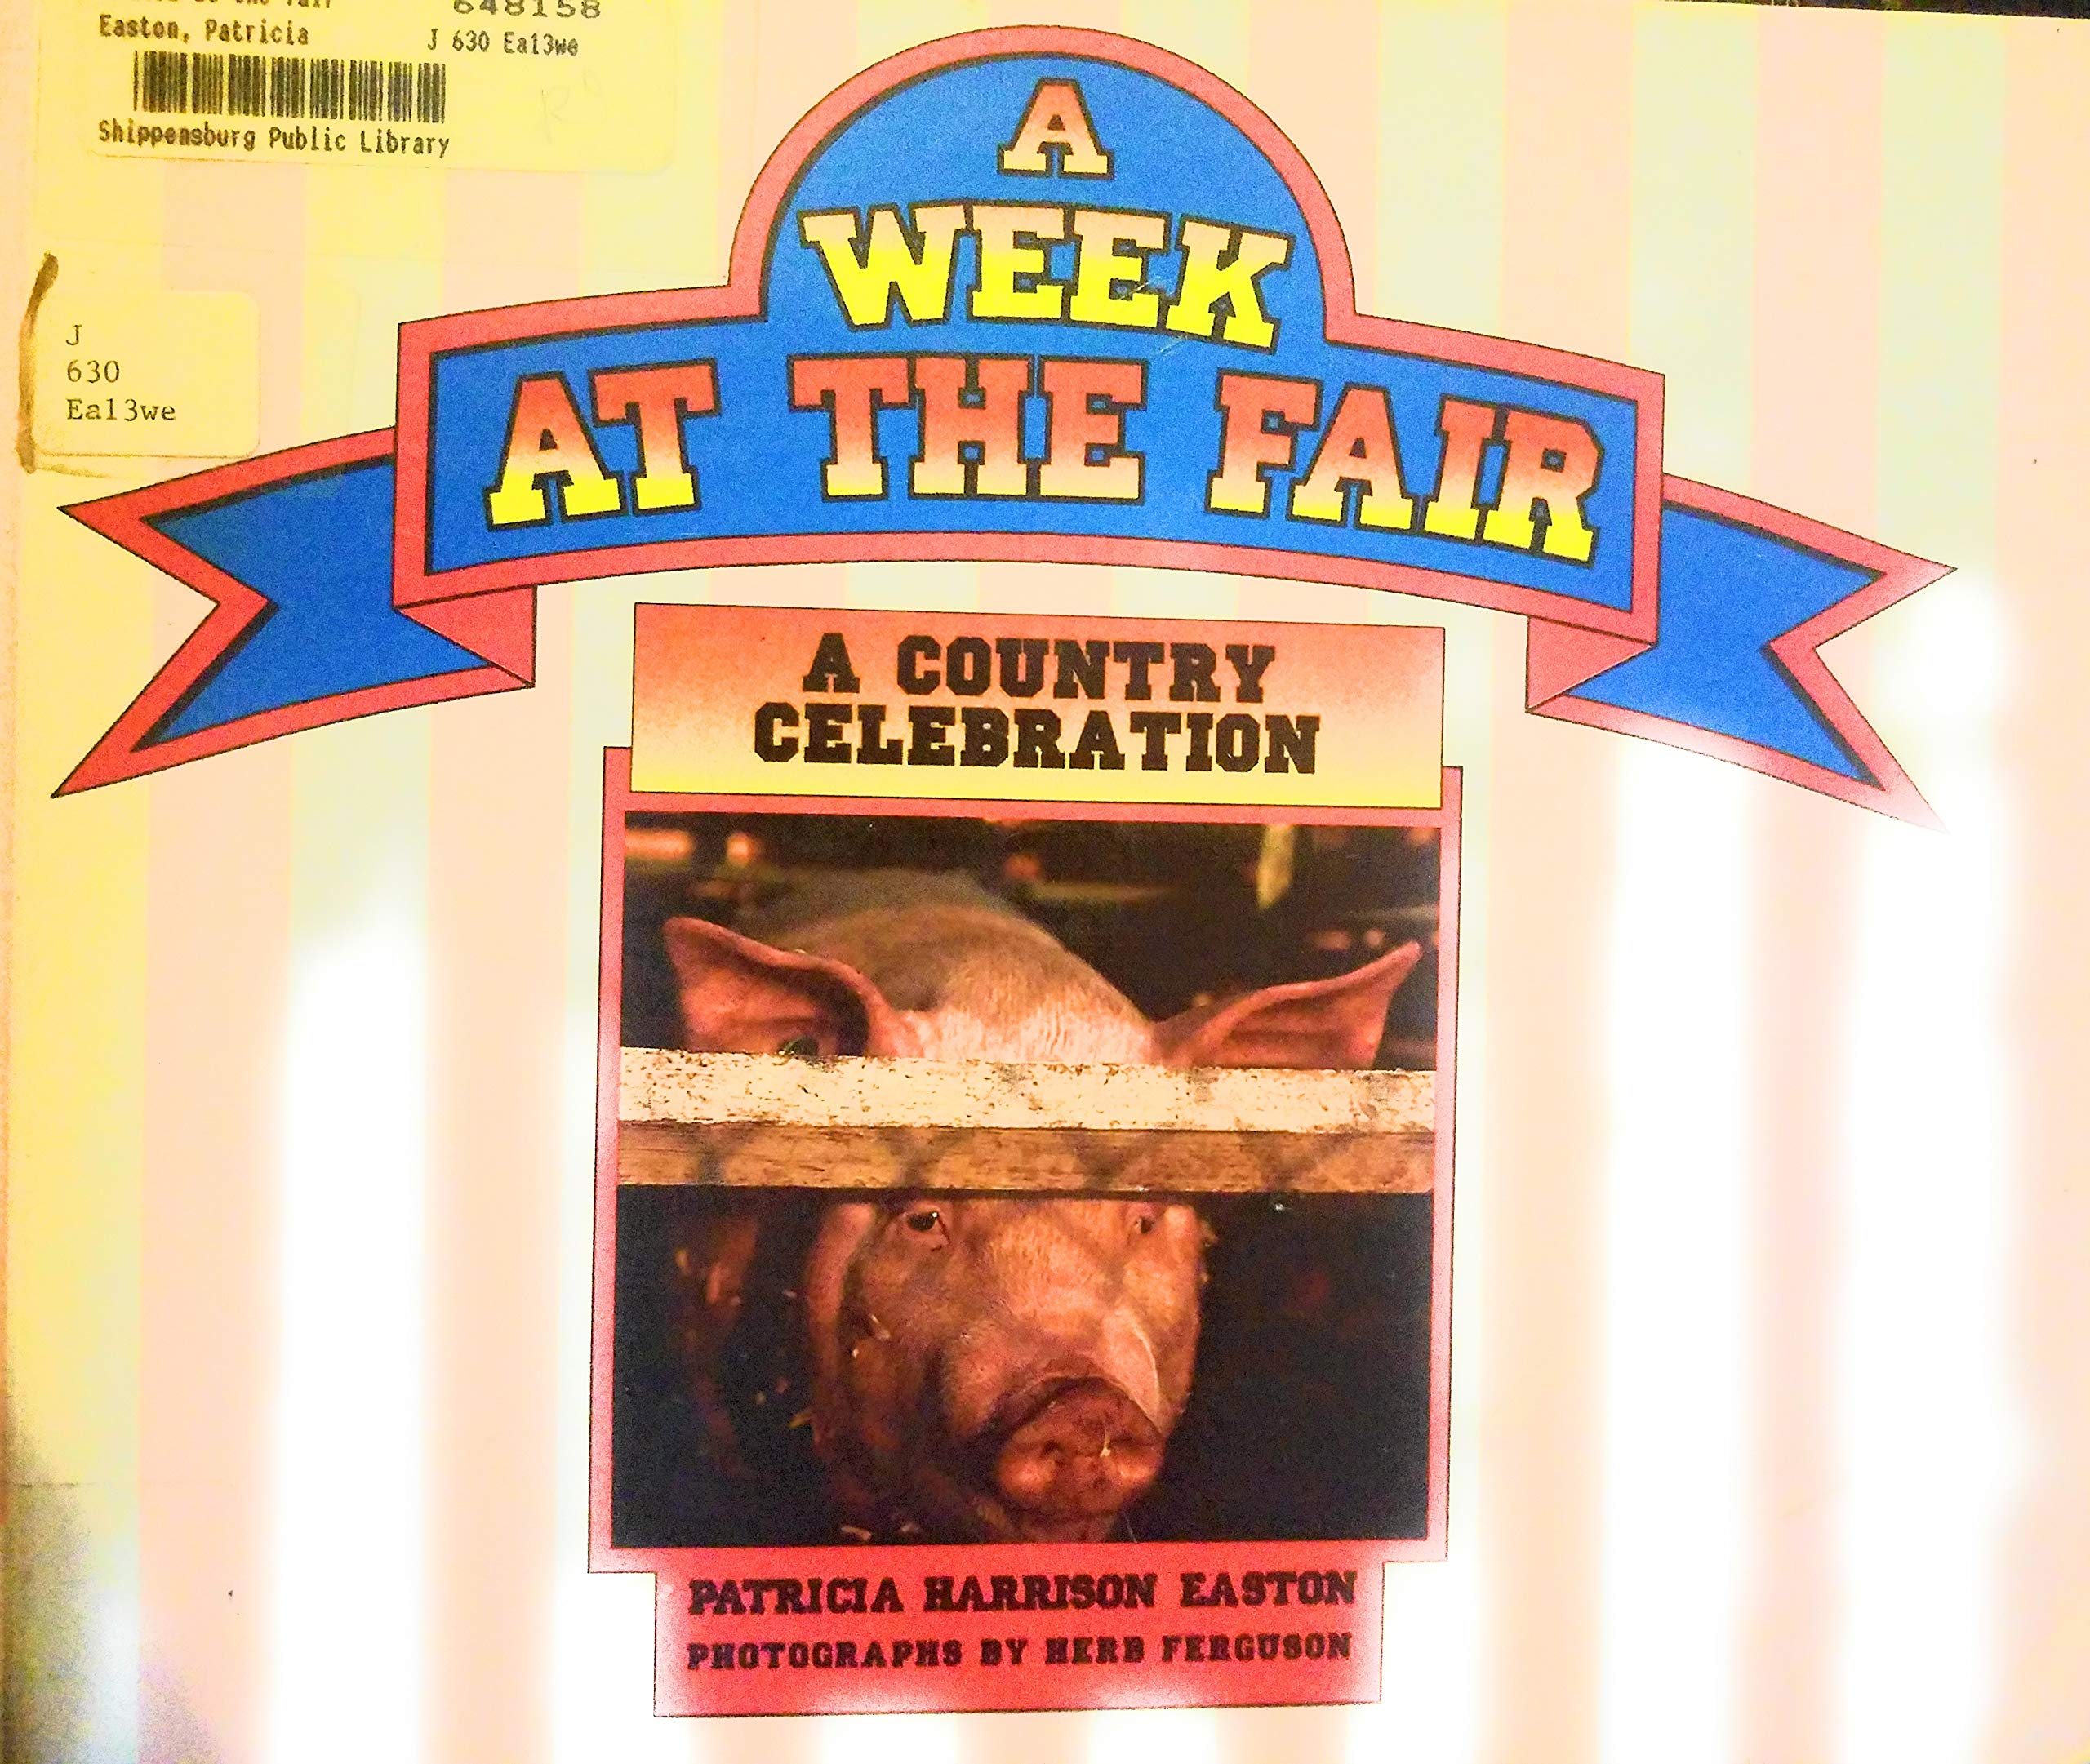 648158
Easton, Patricia J 630 Ea13we
Shippensburg Public Library
J
630
Ea13we
A
WEEK
AT THE FAIR
A COUNTRY
CELEBRATION
PATRICIA HARRISON EASTON
PHOTOGRAPHS BY HERB FERGUSON